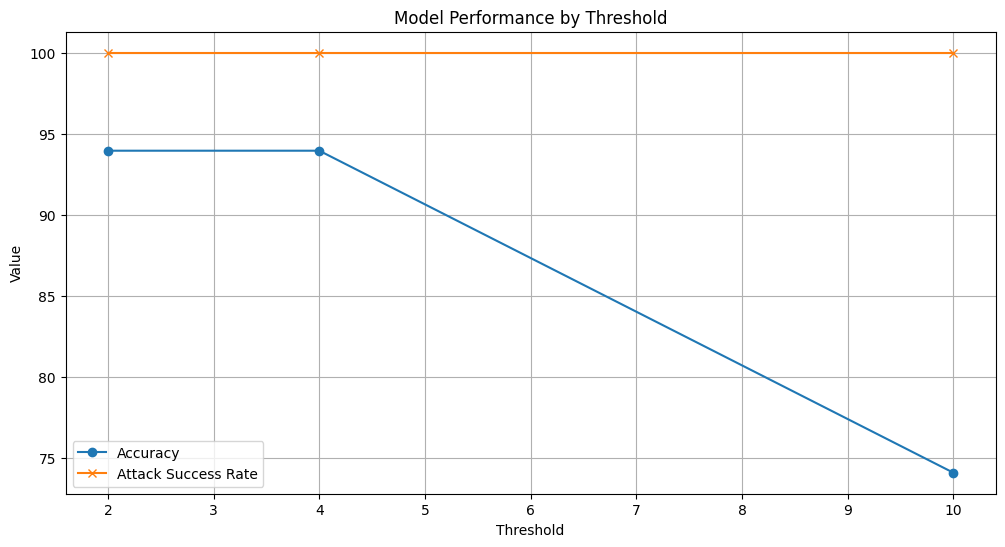 Model Performance by Threshold
100
95
90
85
80
75
Value
Accuracy
Attack Success Rate
2 3 4 5 6 7 8 9 10
Threshold